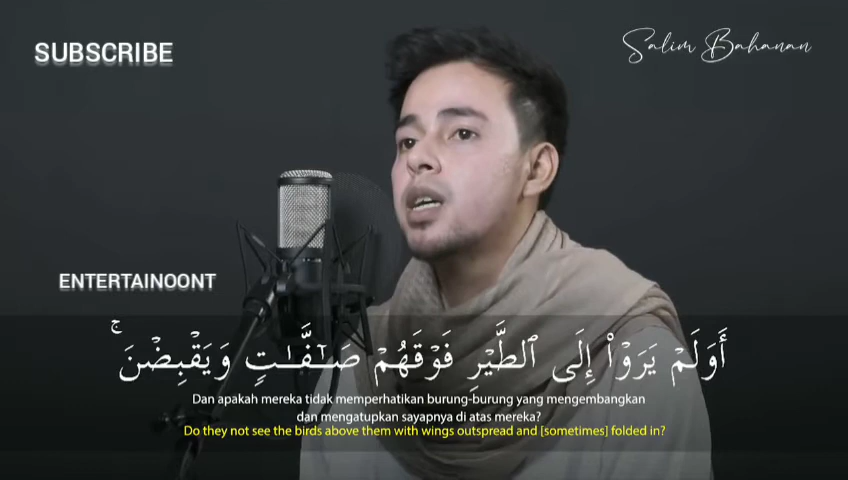 SUBSCRIBE
Salim Bahanan
ENTERTAINOONT
أَوَلَمْ يَرَوْا۟ إِلَى ٱلطَّيْرِ فَوْقَهُمْ صَـٰٓفَّـٰتٍ وَيَقْبِضْنَ ۚ
Dan apakah mereka tidak memperhatikan burung-burung yang mengembangkan
dan mengatupkan sayapnya di atas mereka?
Do they not see the birds above them with wings outspread and [sometimes] folded in?